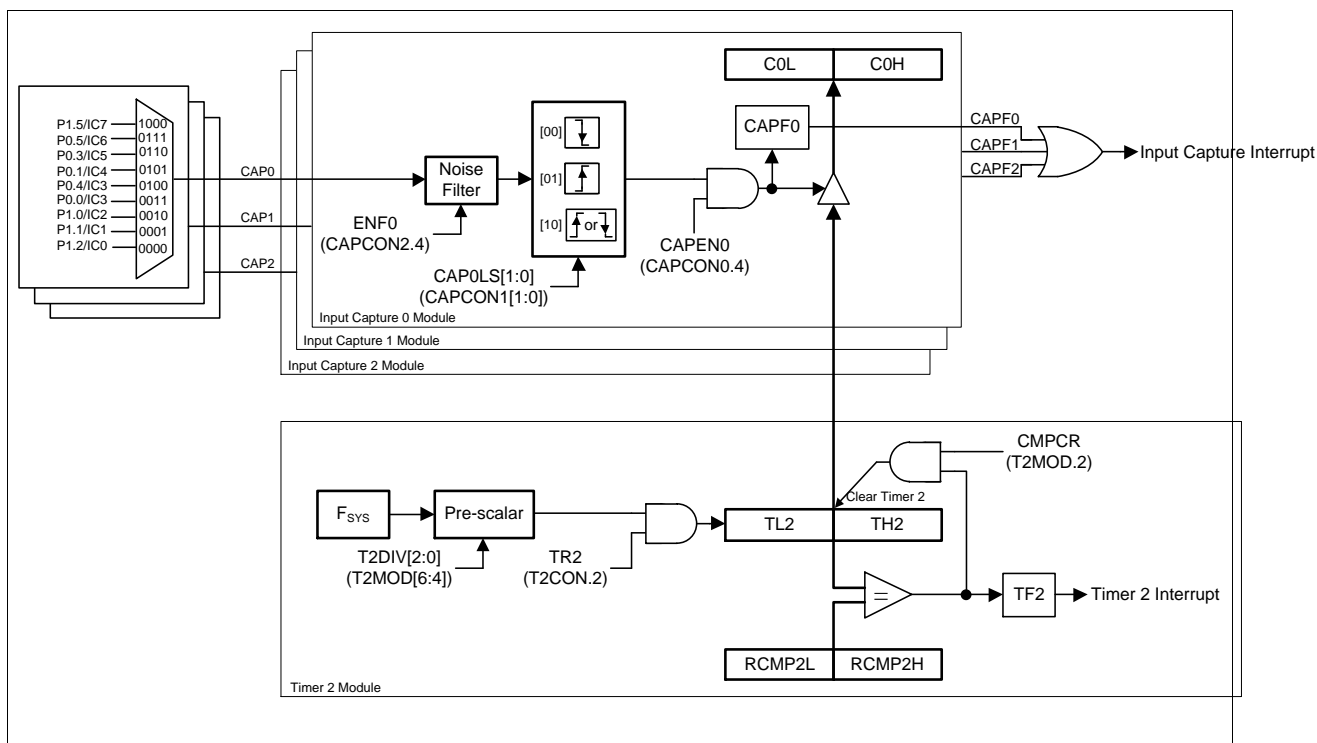 C0L C0H
P1.5/IC7 1000
P0.5/IC6 0111
P0.3/IC5 0110
P0.1/IC4 0101
P0.4/IC3 0100
P0.0/IC3 0011
P1.0/IC2 0010
P1.1/IC1 0001
P1.2/IC0 0000
CAP0
CAP1
CAP2
Noise
Filter
ENF0
(CAPCON2.4)
[00]
[01]
[10] or
CAP0LS[1:0]
(CAPCON1[1:0])
CAPF0
CAPEN0
(CAPCON0.4)
CAPF0
CAPF1
CAPF2
Input Capture Interrupt
Input Capture 0 Module
Input Capture 1 Module
Input Capture 2 Module
CMPCR
(T2MOD.2)
Clear Timer 2
FSYS
Pre-scalar
TL2 TH2
T2DIV[2:0]
(T2MOD[6:4])
TR2
(T2CON.2)
=
TF2
Timer 2 Interrupt
RCMP2L RCMP2H
Timer 2 Module